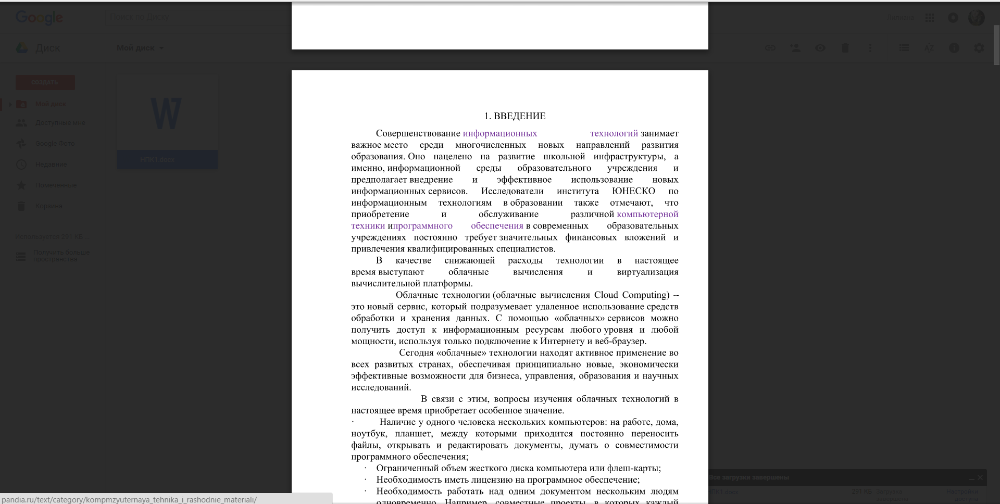 Google
Поиск по Диску
Лилиана
Диск
Мой диск
СОЗДАТЬ
Мой диск
Доступные мне
Google Фото
Недавние
Помеченные
Корзина
Используется 291 КБ...
Получить больше
пространства
W
НПК1.docx
1. ВВЕДЕНИЕ
Совершенствование информационных технологий занимает
важное место среди многочисленных новых направлений развития
образования. Оно нацелено на развитие школьной инфраструктуры, а
именно, информационной среды образовательного учреждения и
предполагает внедрение и эффективное использование новых
информационных сервисов. Исследователи института ЮНЕСКО по
информационным технологиям в образовании также отмечают, что
приобретение и обслуживание различной компьютерной
техники ипрограммного обеспечения в современных образовательных
учреждениях постоянно требует значительных финансовых вложений и
привлечения квалифицированных специалистов.
В качестве снижающей расходы технологии в настоящее
время выступают облачные вычисления и виртуализация
вычислительной платформы.
Облачные технологии (облачные вычисления Cloud Computing) –
это новый сервис, который подразумевает удаленное использование средств
обработки и хранения данных. С помощью «облачных» сервисов можно
получить доступ к информационным ресурсам любого уровня и любой
мощности, используя только подключение к Интернету и веб-браузер.
Сегодня «облачные» технологии находят активное применение во
всех развитых странах, обеспечивая принципиально новые, экономически
эффективные возможности для бизнеса, управления, образования и научных
исследований.
В связи с этим, вопросы изучения облачных технологий в
настоящее время приобретает особенное значение.
· Наличие у одного человека нескольких компьютеров: на работе, дома,
ноутбук, планшет, между которыми приходится постоянно переносить
файлы, открывать и редактировать документы, думать о совместимости
программного обеспечения;
· Ограниченный объем жесткого диска компьютера или флеш-карты;
· Необходимость иметь лицензию на программное обеспечение;
· Необходимость работать над одним документом нескольким людям
одновременно. Например, совместные проекты, в которых каждый
Все загрузки завершены
НПК1.docx
291 КБ Загрузка
завершена
Настройки
доступа
pandia.ru/text/category/kompmzyuternaya_tehnika_i_rashodnie_materiali/